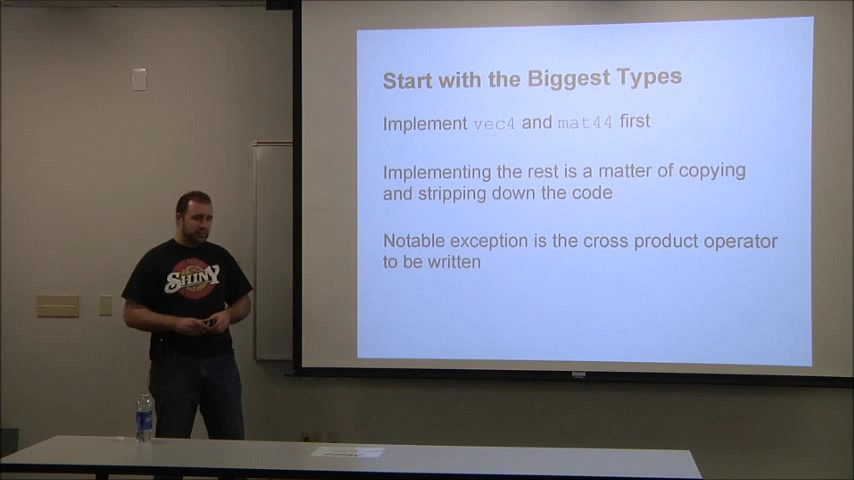 Start with the Biggest Types
Implement vec4 and mat44 first
Implementing the rest is a matter of copying
and stripping down the code
Notable exception is the cross product operator
to be written
SHINY